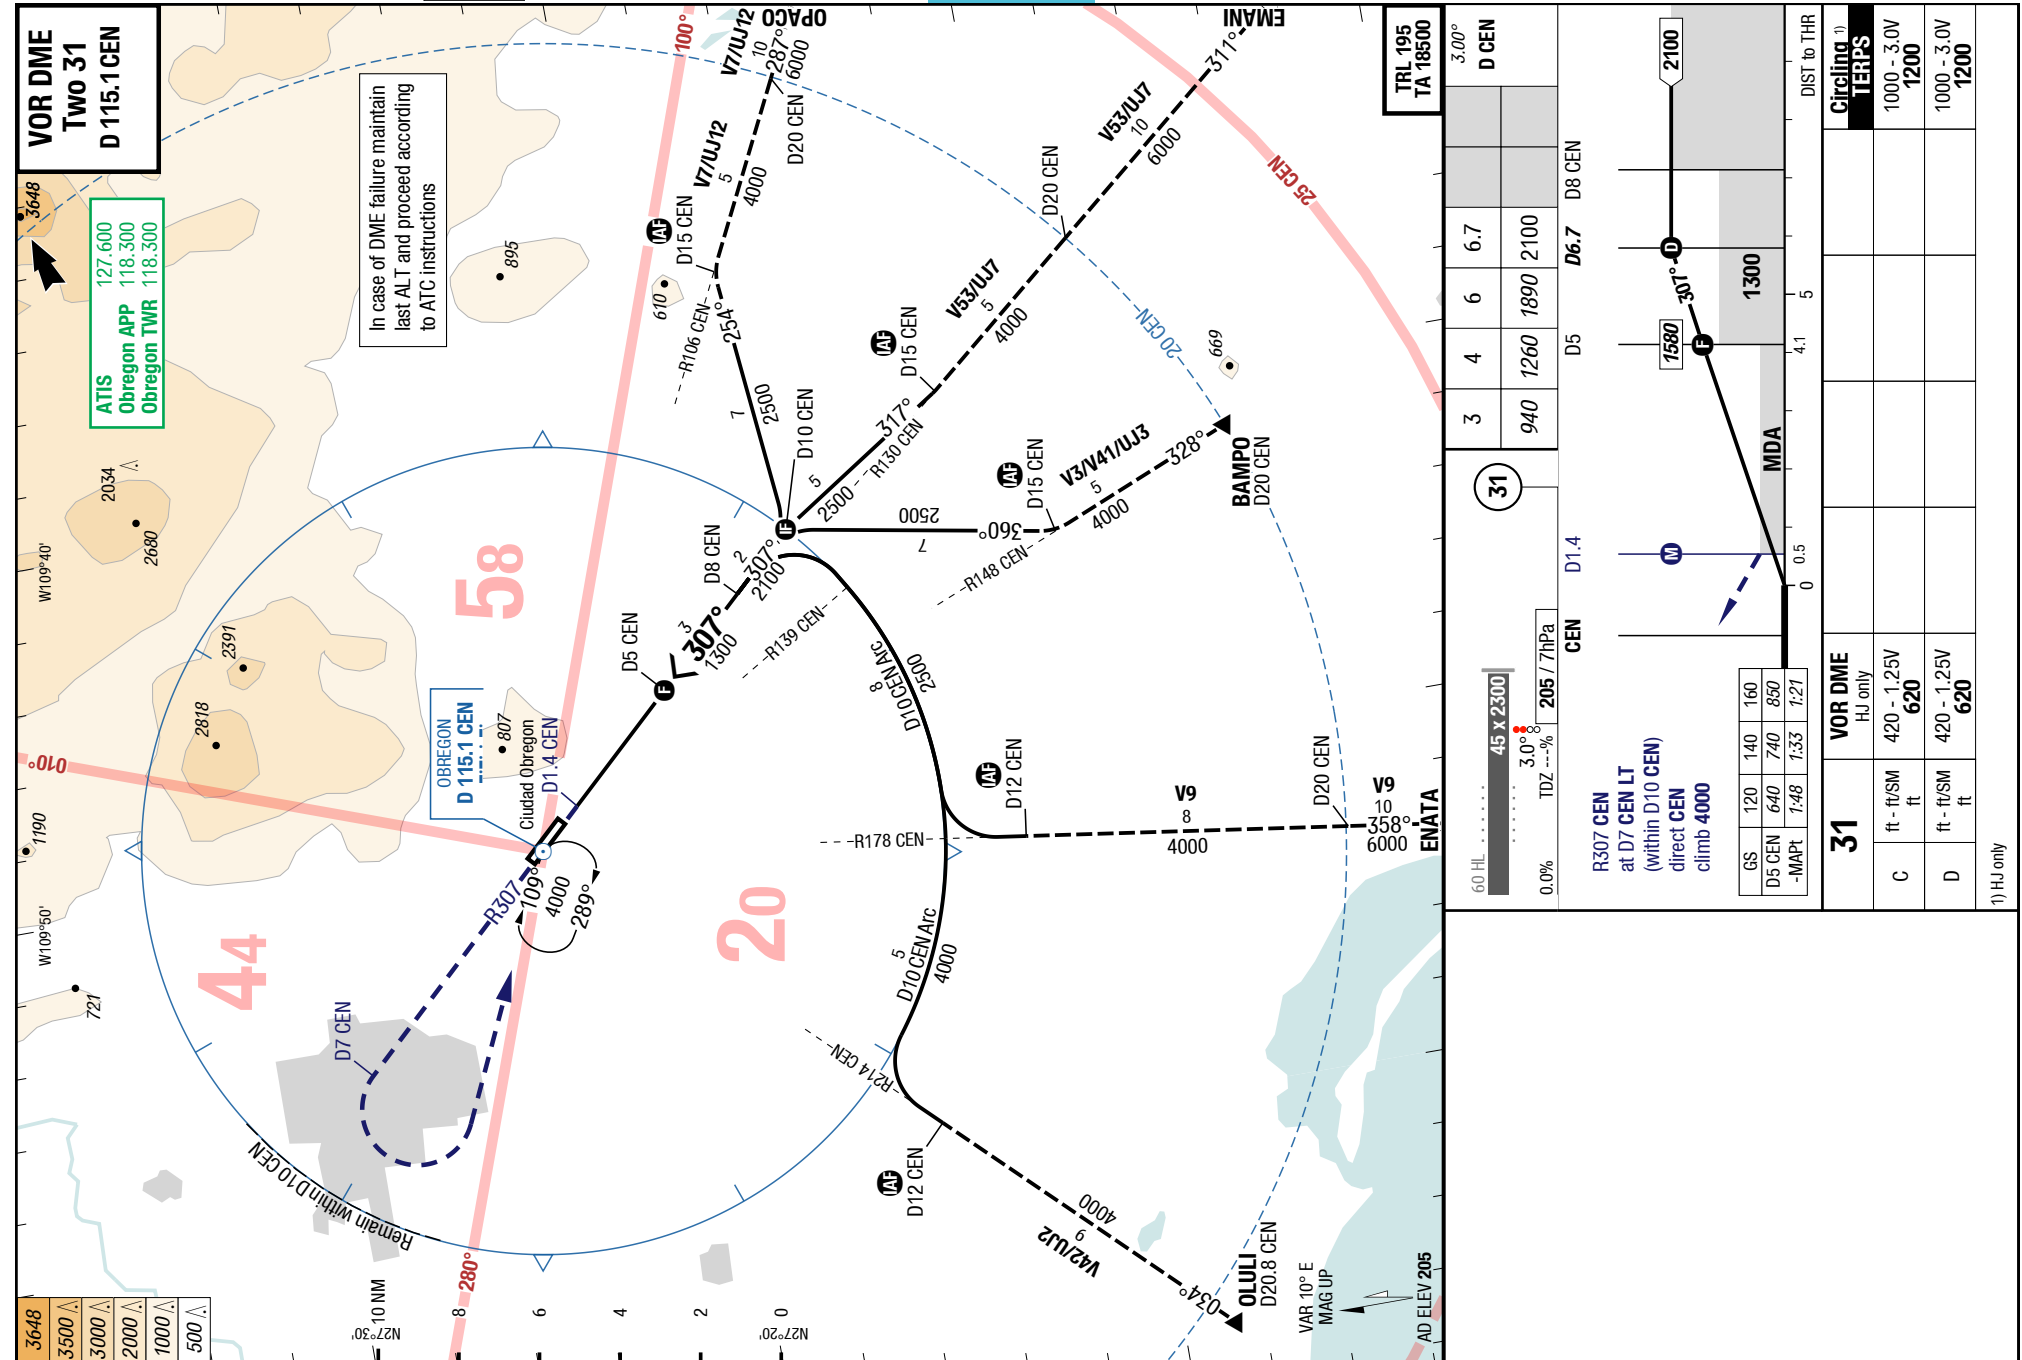 VOR DME
Two 31
D 115.1 CEN
ATIS 127.600
Obregon APP 118.300
Obregon TWR 118.300
In case of DME failure maintain
last ALT and proceed according
to ATC instructions
TRL 195
TA 18500
3648
3500
3000
2000
1000
500
3648
2034
2680
2391
2818
1190
721
807
895
610
669
W109°40'
W109°50'
N27°30'
N27°20'
10 NM
8
6
4
2
0
010°
100°
280°
25 CEN
20 CEN
58
44
20
OBREGON
D 115.1 CEN
Ciudad Obregon
D1.4 CEN
D5 CEN
D8 CEN
D10 CEN
IF
F
3
307°
1300
2
307°
2100
OPACO
V7/UJ12
10
287°
6000
D20 CEN
V7/UJ12
5
4000
IAF
D15 CEN
R106 CEN
254°
7
2500
EMANI
311°
V53/UJ7
10
6000
D20 CEN
V53/UJ7
5
4000
IAF
D15 CEN
317°
R130 CEN
5
2500
BAMPO
D20 CEN
328°
V3/V41/UJ3
5
4000
IAF
D15 CEN
R148 CEN
360°
7
2500
R139 CEN
D10 CEN Arc
8
2500
IAF
D12 CEN
R178 CEN
V9
8
4000
D20 CEN
V9
10
358°
6000
ENATA
D10 CEN Arc
5
4000
R214 CEN
IAF
D12 CEN
V42/UJ2
9
4000
034°
OLULI
D20.8 CEN
R307
109°
4000
289°
D7 CEN
Remain within D10 CEN
VAR 10° E
MAG UP
AD ELEV 205
3.00°
D CEN
3 4 6 6.7
940 1260 1890 2100
31
60 HL
45 x 2300
3.0°
0.0%
TDZ ---%
205 / 7hPa
R307 CEN
at D7 CEN LT
(within D10 CEN)
direct CEN
climb 4000
CEN
D1.4
D5
D6.7
D8 CEN
M
F
D
1580
307°
2100
1300
MDA
0
0.5
4.1
5
DIST to THR
GS 120 140 160
D5 CEN 640 740 850
-MAPt 1:48 1:33 1:21
31
VOR DME
HJ only
Circling 1)
TERPS
C
ft - ft/SM
ft
420 - 1.25V
620
1000 - 3.0V
1200
D
ft - ft/SM
ft
420 - 1.25V
620
1000 - 3.0V
1200
1) HJ only